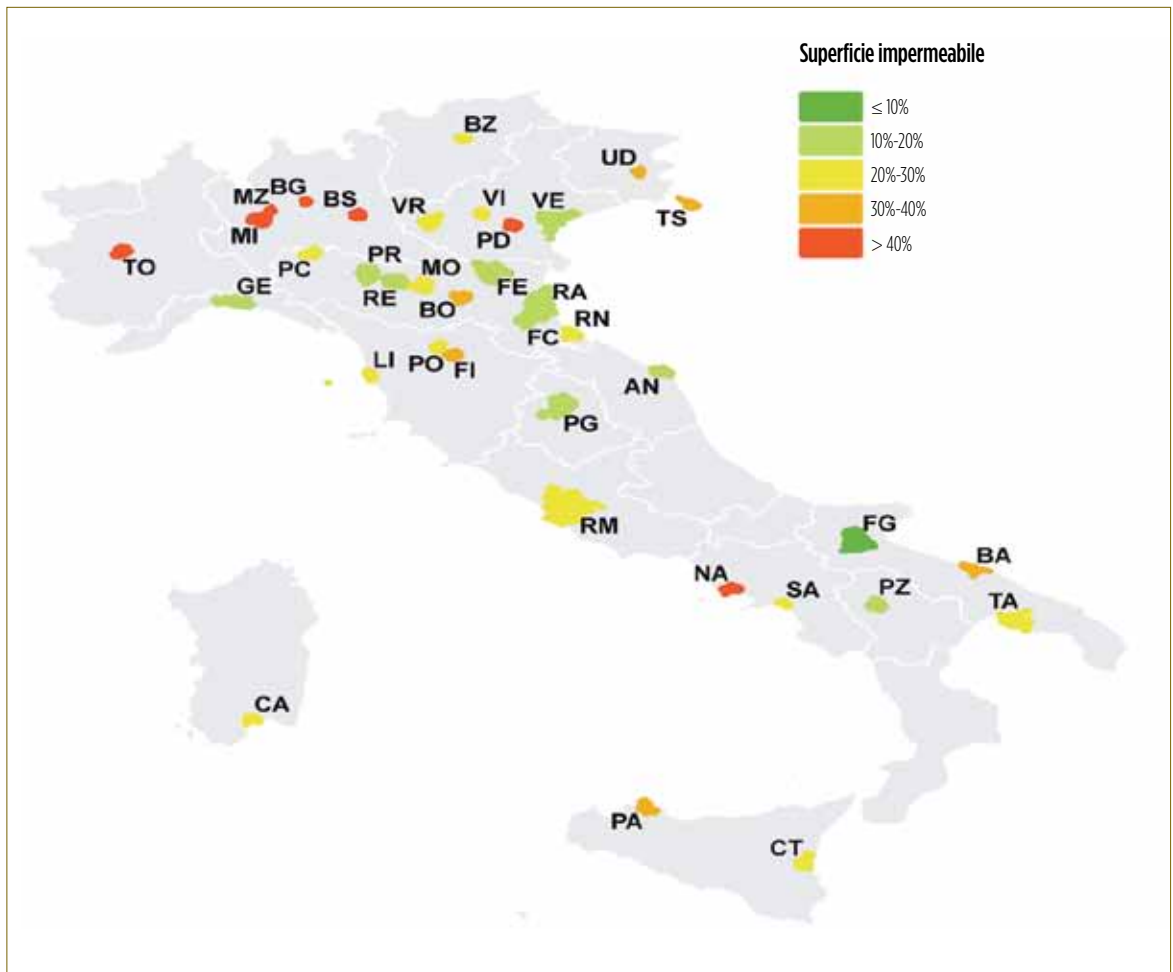 Superficie impermeabile
≤ 10%
10%-20%
20%-30%
30%-40%
> 40%
BZ
UD
TS
MZ
BG
BS
VR
VI
VE
MI
PD
TO
PC
PR
MO
GE
RE
BO
FE
RA
FC
RN
LI
PO
FI
AN
PG
RM
FG
BA
NA
SA
PZ
TA
CA
PA
CT